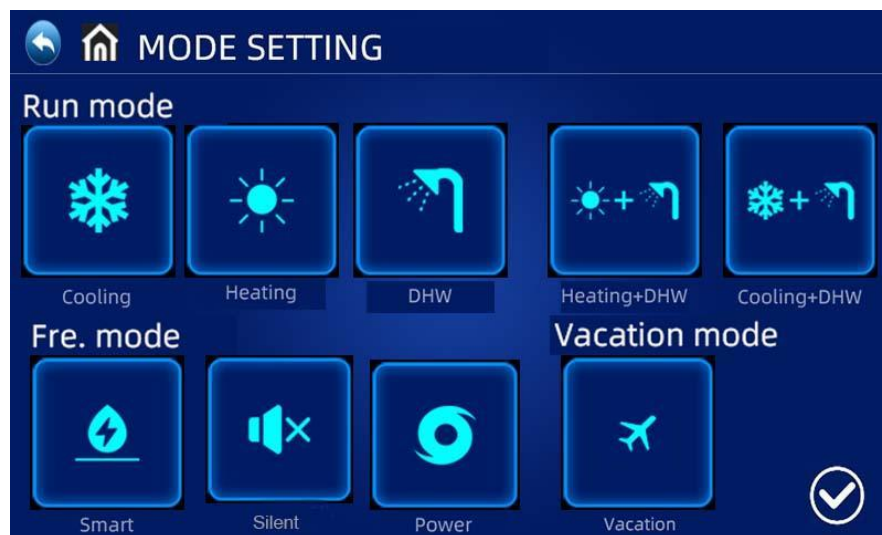 MODE SETTING
Run mode
Cooling Heating DHW Heating+DHW Cooling+DHW
Fre. mode Vacation mode
Smart Silent Power Vacation